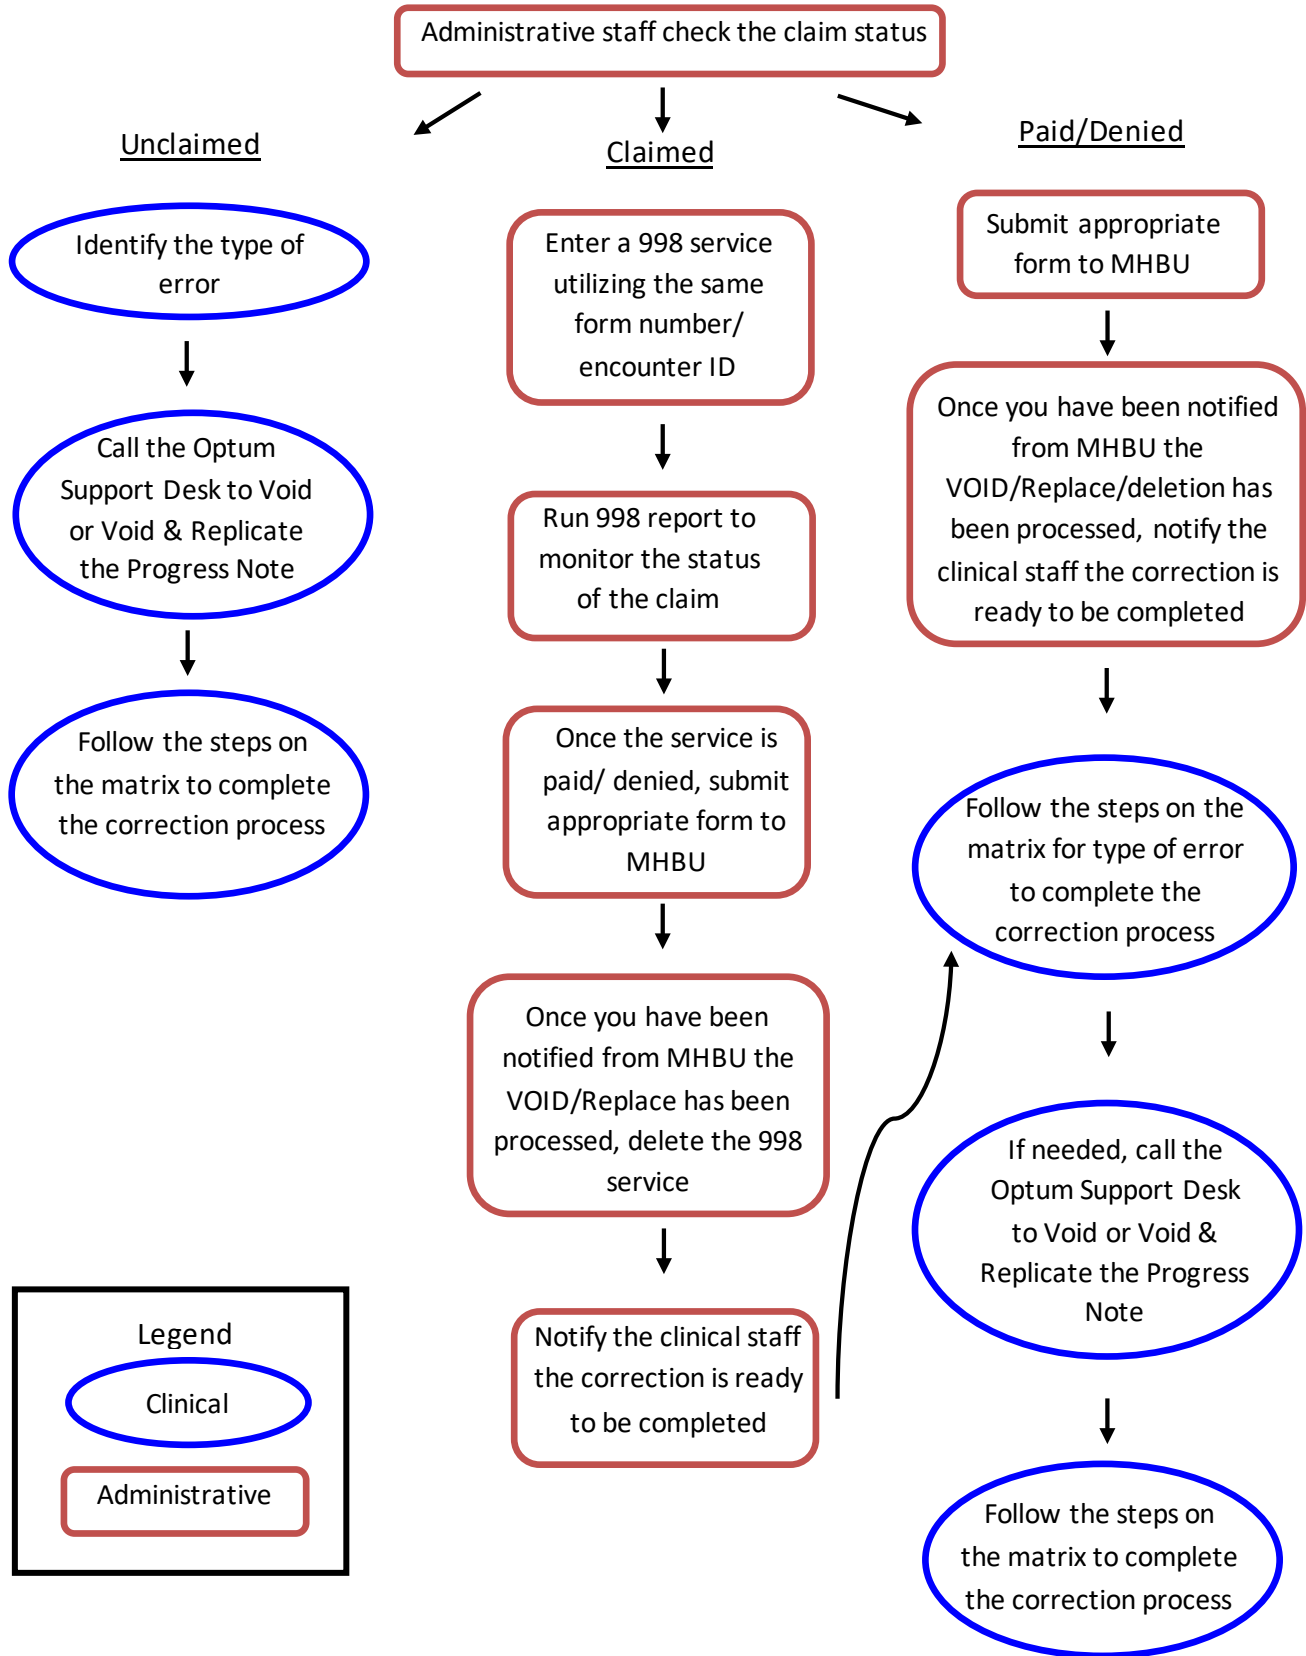 Administrative staff check the claim status
Unclaimed
Identify the type of
error
Call the Optum
Support Desk to Void
or Void & Replicate
the Progress Note
Follow the steps on
the matrix to complete
the correction process
Claimed
Enter a 998 service
utilizing the same
form number/
encounter ID
Run 998 report to
monitor the status
of the claim
Once the service is
paid/ denied, submit
appropriate form to
MHBU
Once you have been
notified from MHBU the
VOID/Replace has been
processed, delete the 998
service
Notify the clinical staff
the correction is ready
to be completed
Paid/Denied
Submit appropriate
form to MHBU
Once you have been notified
from MHBU the
VOID/Replace/deletion has
been processed, notify the
clinical staff the correction is
ready to be completed
Follow the steps on the
matrix for type of error
to complete the
correction process
If needed, call the
Optum Support Desk
to Void or Void &
Replicate the Progress
Note
Follow the steps on
the matrix to complete
the correction process
Legend
Clinical
Administrative